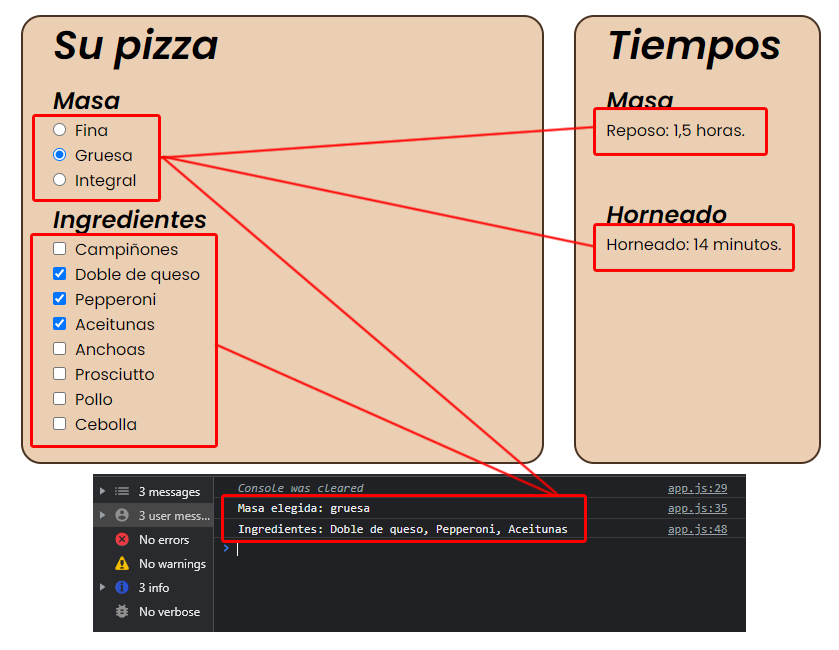 Su pizza
Masa
Fina
Gruesa
Integral
Ingredientes
Campiñones
Doble de queso
Pepperoni
Aceitunas
Anchoas
Prosciutto
Pollo
Cebolla
Tiempos
Masa
Reposo: 1,5 horas.
Horneado
Horneado: 14 minutos.
3 messages
3 user mess...
No errors
No warnings
3 info
No verbose
Console was cleared app.js:29
Masa elegida: gruesa app.js:35
Ingredientes: Doble de queso, Pepperoni, Aceitunas app.js:48